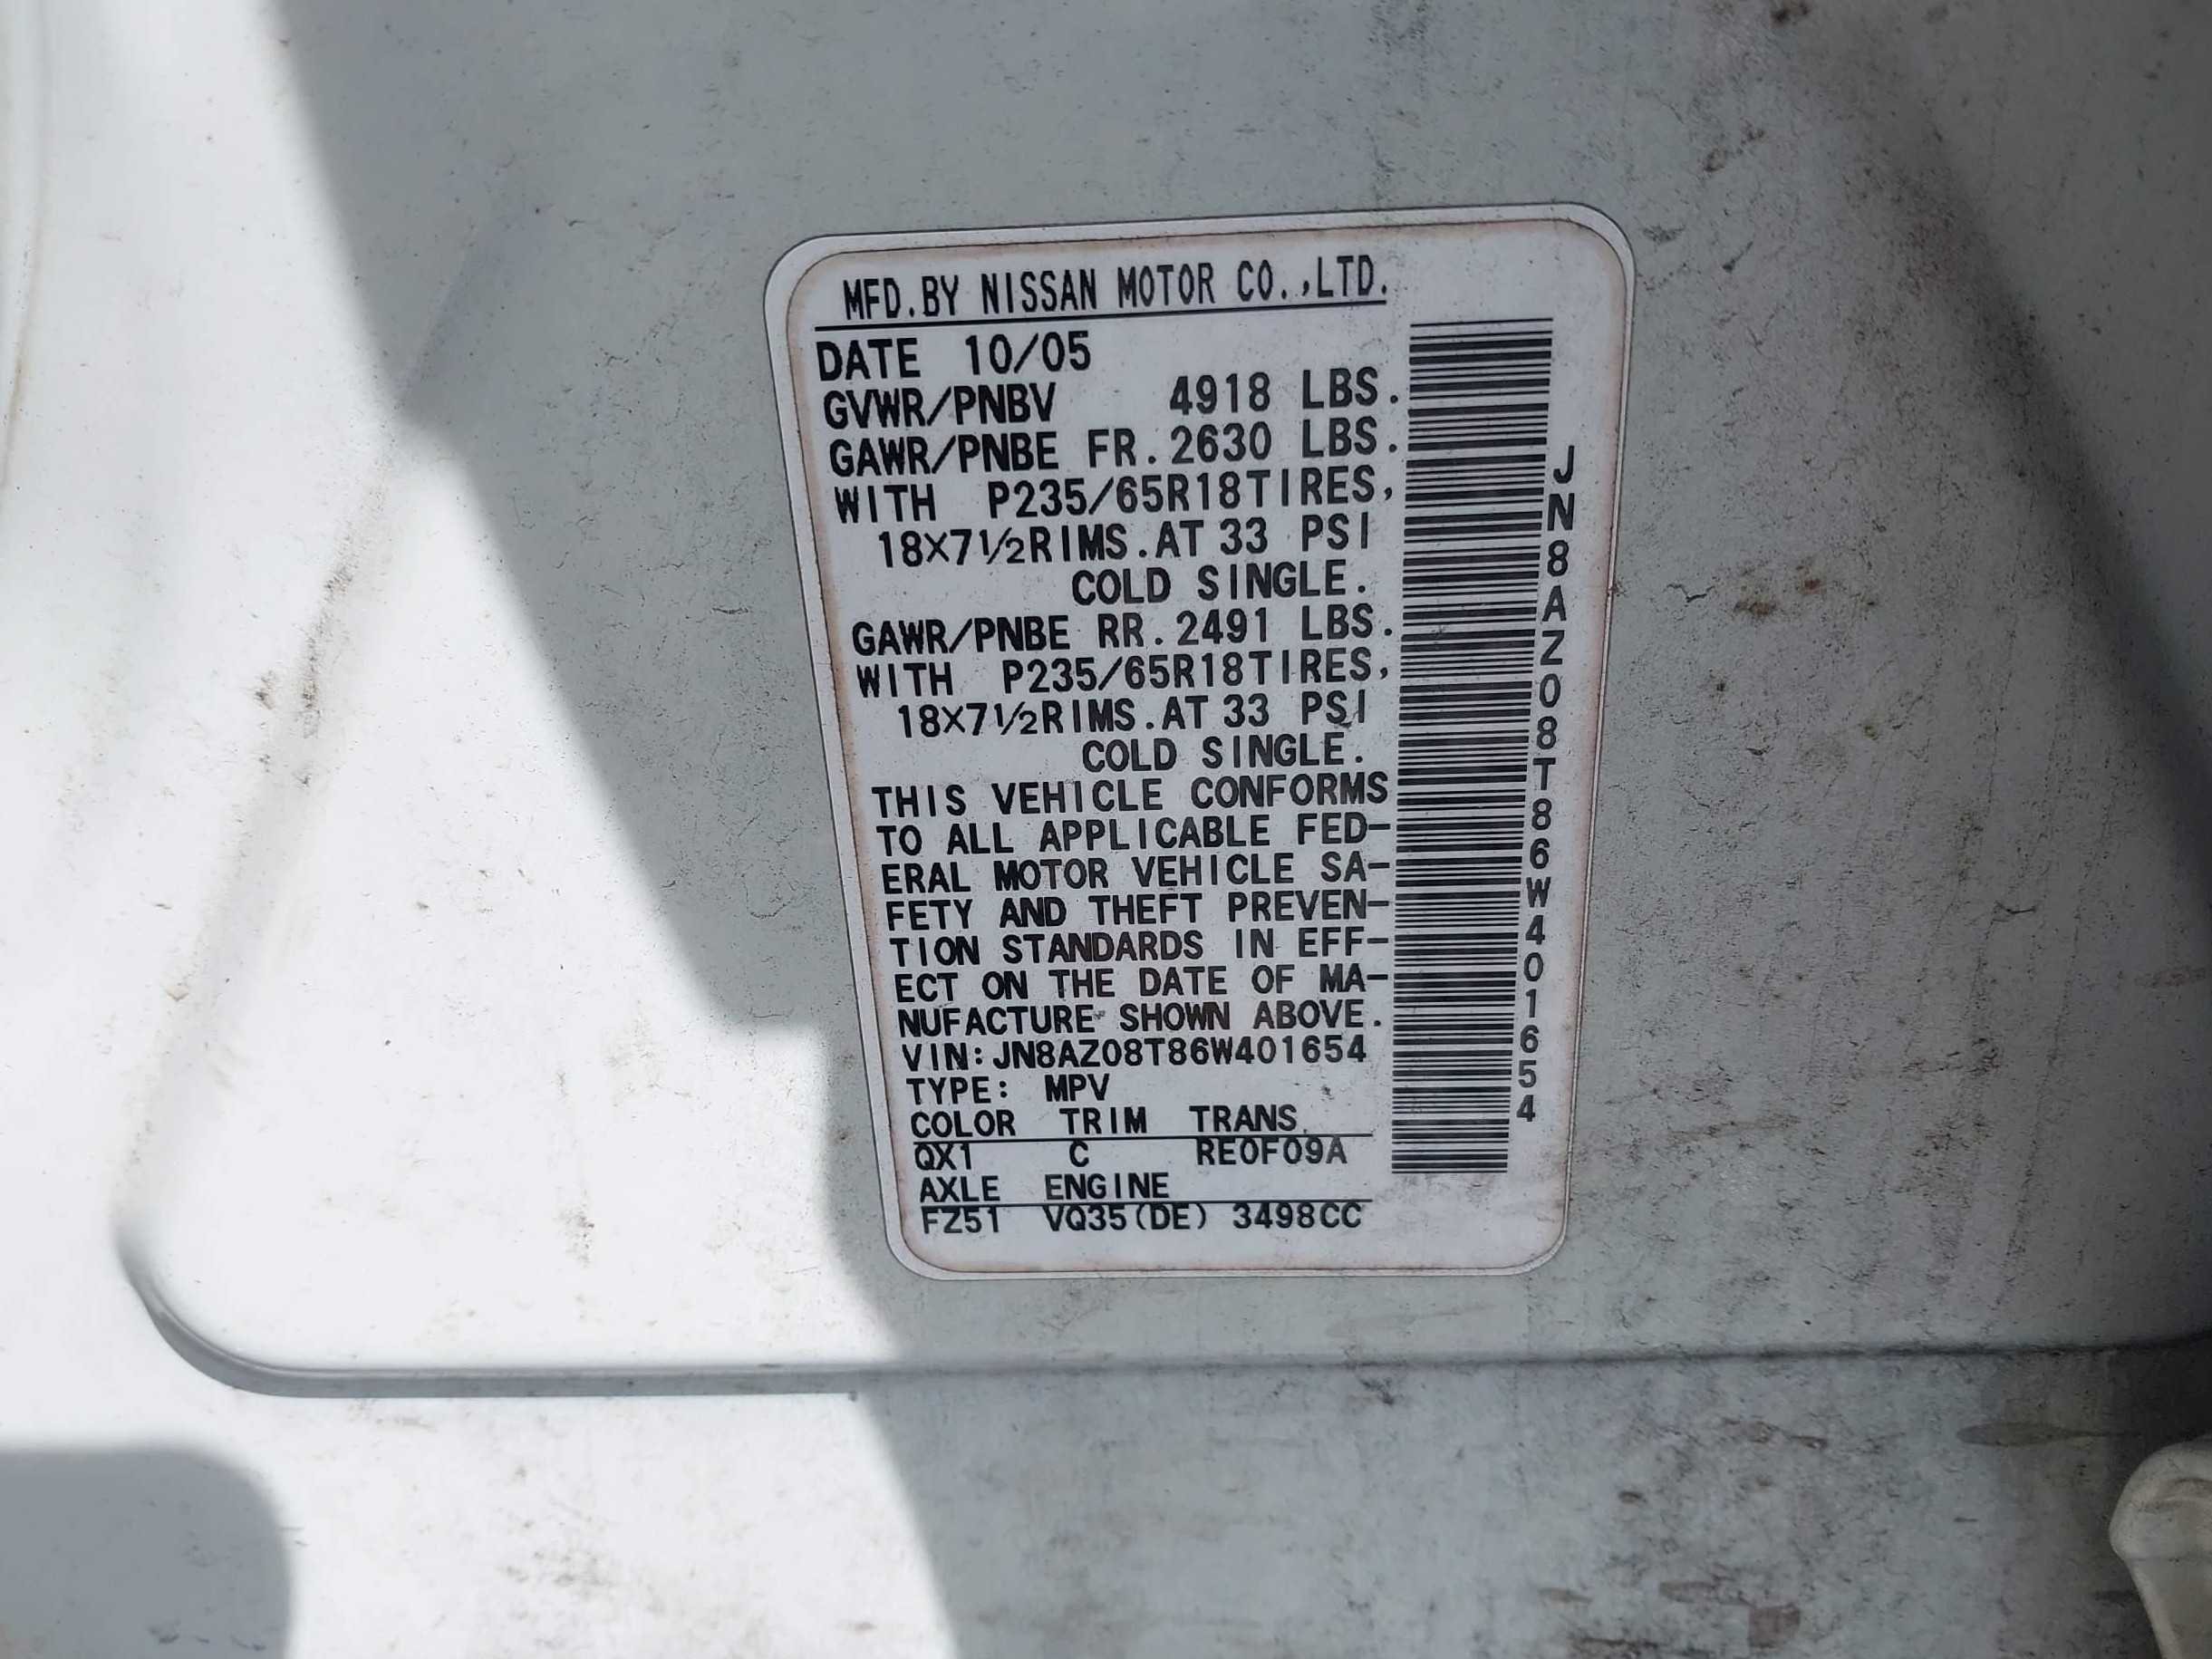 MFD.BY NISSAN MOTOR CO.,LTD.
DATE 10/05
GVWR/PNBV 4918 LBS.
GAWR/PNBE FR.2630 LBS.
WITH P235/65R18TIRES,
18×7½RIMS.AT 33 PSI
COLD SINGLE.
GAWR/PNBE RR.2491 LBS.
WITH P235/65R18TIRES,
18×7½RIMS.AT 33 PSI
COLD SINGLE.
THIS VEHICLE CONFORMS
TO ALL APPLICABLE FED-
ERAL MOTOR VEHICLE SA-
FETY AND THEFT PREVEN-
TION STANDARDS IN EFF-
ECT ON THE DATE OF MA-
NUFACTURE SHOWN ABOVE.
VIN:JN8AZ08T86W401654
TYPE: MPV
COLOR TRIM TRANS.
QX1 C RE0F09A
AXLE ENGINE
FZ51 VQ35(DE) 3498CC
JN8AZ08T86W401654